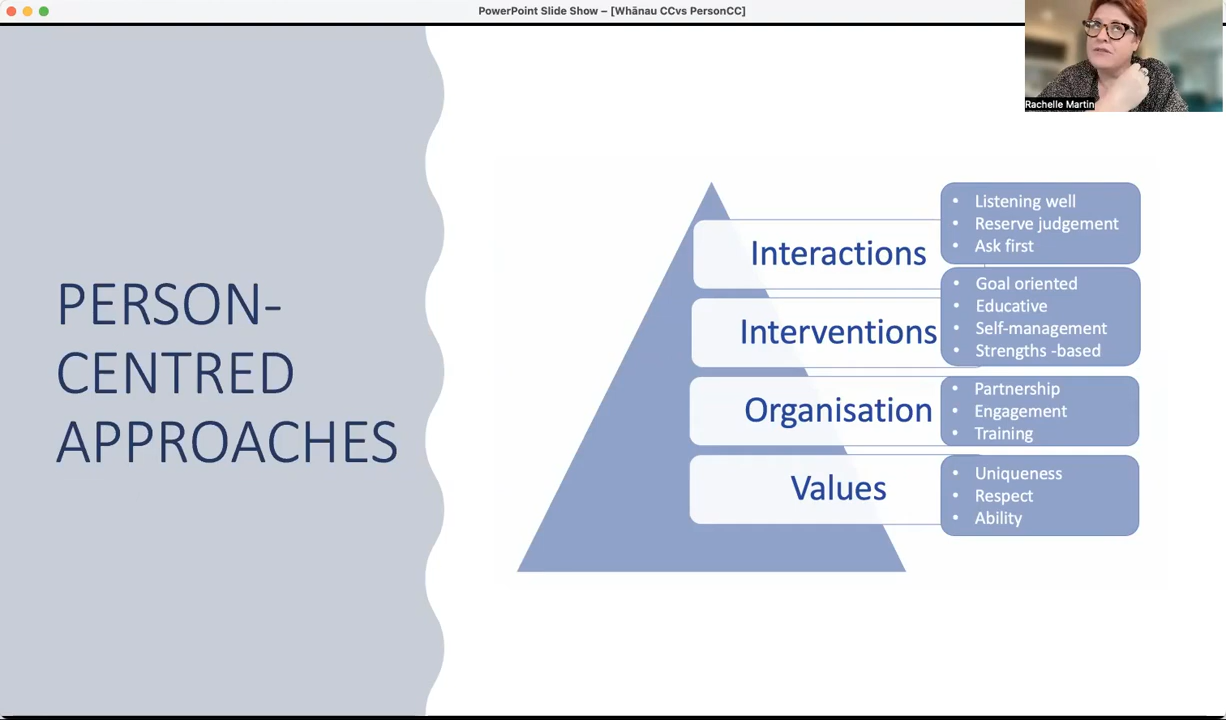 PowerPoint Slide Show – [Whānau CCvs PersonCC]
Rachelle Martin
PERSON-
CENTRED
APPROACHES
Interactions
• Listening well
• Reserve judgement
• Ask first
Interventions
• Goal oriented
• Educative
• Self-management
• Strengths -based
Organisation
• Partnership
• Engagement
• Training
Values
• Uniqueness
• Respect
• Ability